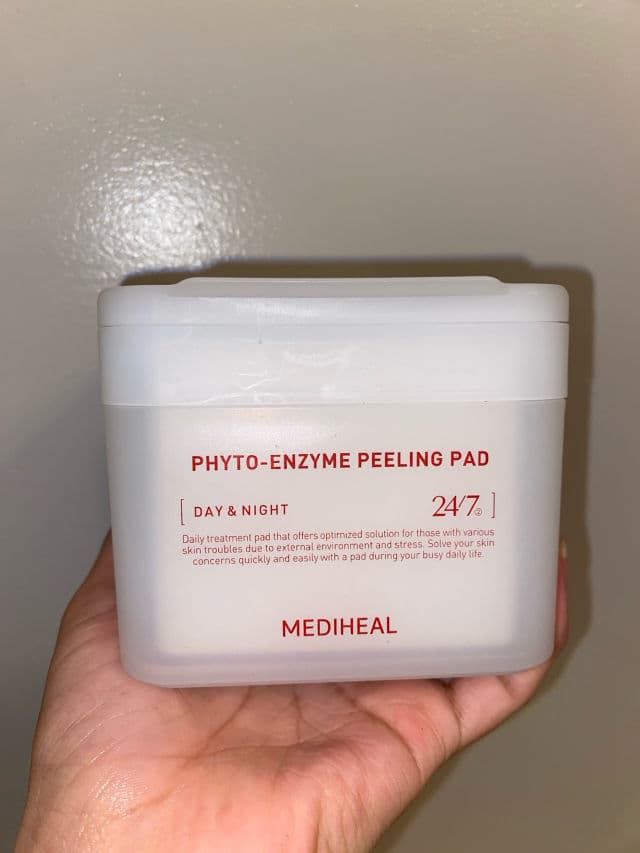 PHYTO-ENZYME PEELING PAD
[ DAY & NIGHT 24/7 ]
Daily treatment pad that offers optimized solution for those with various
skin troubles due to external environment and stress. Solve your skin
concerns quickly and easily with a pad during your busy daily life.
MEDIHEAL